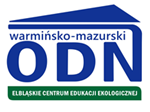 warmińsko-mazurski
ODN
ELBLĄSKIE CENTRUM EDUKACJI EKOLOGICZNEJ